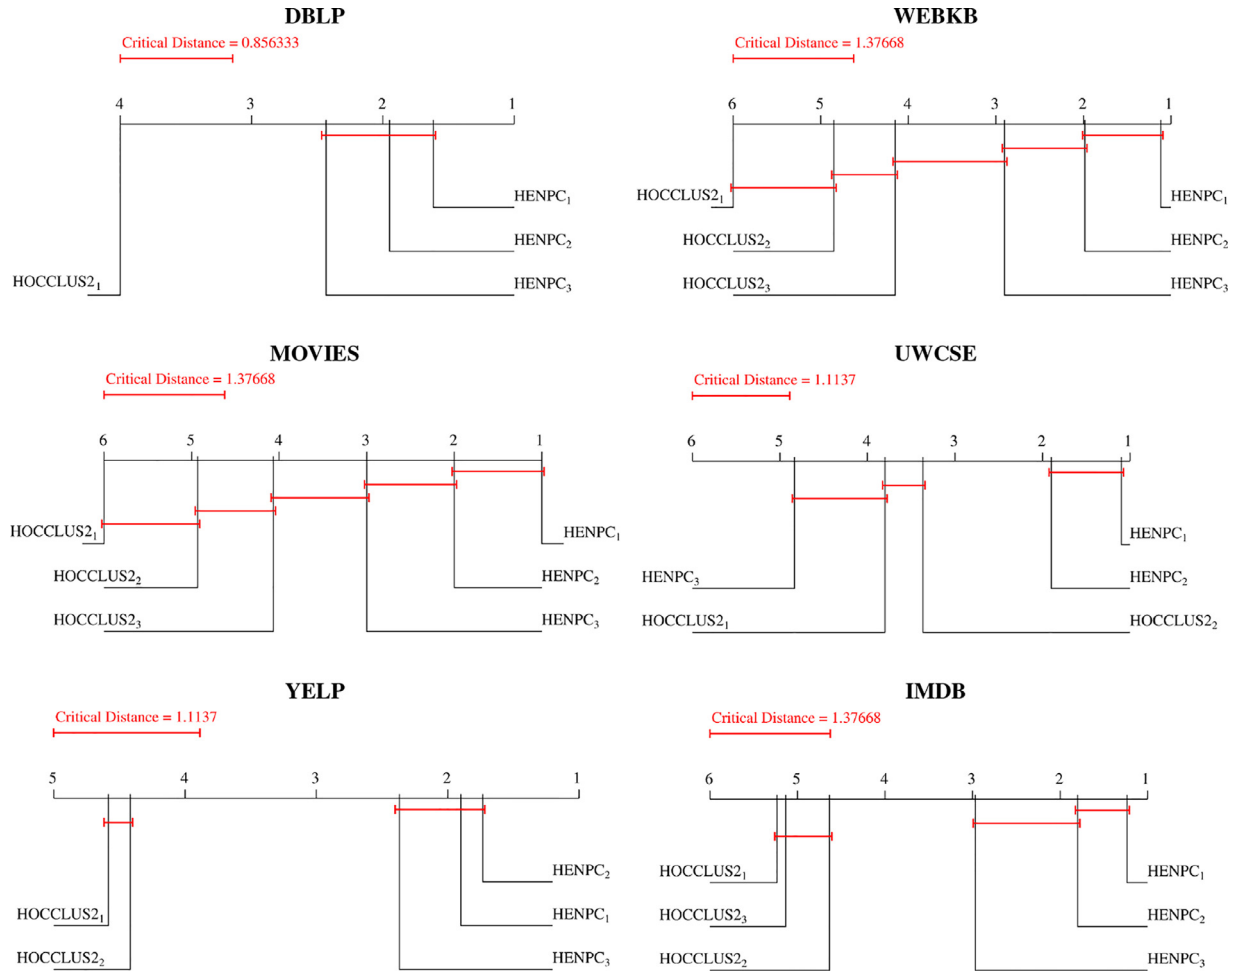 DBLP
Critical Distance = 0.856333
4 3 2 1
HENPC1
HENPC2
HOCCLUS21
HENPC3
WEBKB
Critical Distance = 1.37668
6 5 4 3 2 1
HOCCLUS21
HENPC1
HOCCLUS22
HENPC2
HOCCLUS23
HENPC3
MOVIES
Critical Distance = 1.37668
6 5 4 3 2 1
HOCCLUS21
HENPC1
HOCCLUS22
HENPC2
HOCCLUS23
HENPC3
UWCSE
Critical Distance = 1.1137
6 5 4 3 2 1
HENPC1
HENPC3
HENPC2
HOCCLUS21
HOCCLUS22
YELP
Critical Distance = 1.1137
5 4 3 2 1
HENPC2
HOCCLUS21
HENPC1
HOCCLUS22
HENPC3
IMDB
Critical Distance = 1.37668
6 5 4 3 2 1
HOCCLUS21
HENPC1
HOCCLUS23
HENPC2
HOCCLUS22
HENPC3